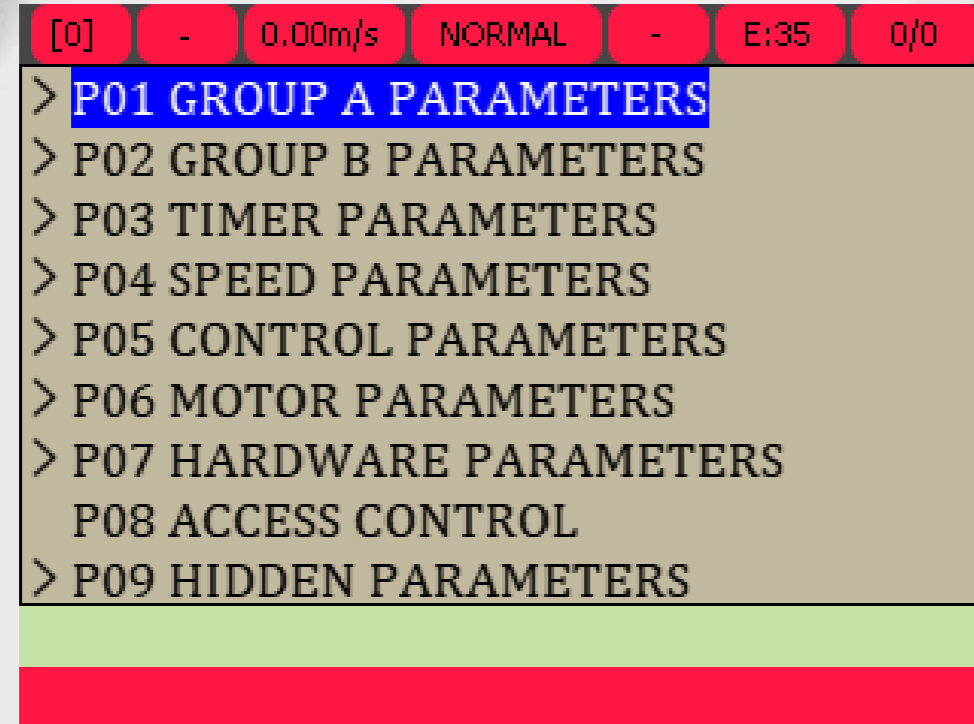 [0] - 0.00m/s NORMAL - E:35 0/0
> P01 GROUP A PARAMETERS
> P02 GROUP B PARAMETERS
> P03 TIMER PARAMETERS
> P04 SPEED PARAMETERS
> P05 CONTROL PARAMETERS
> P06 MOTOR PARAMETERS
> P07 HARDWARE PARAMETERS
P08 ACCESS CONTROL
> P09 HIDDEN PARAMETERS